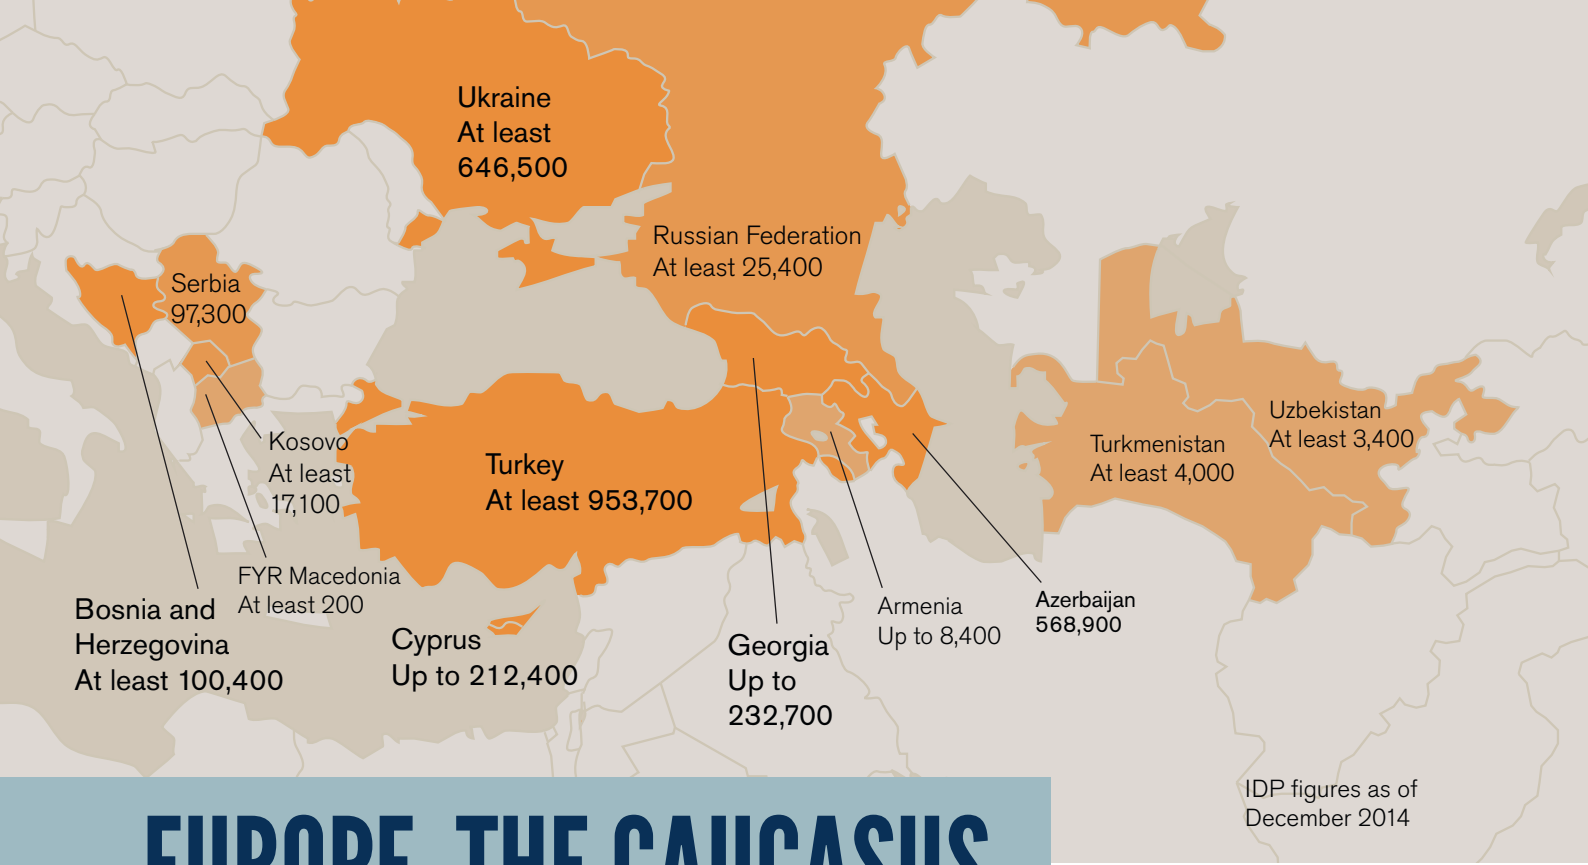 Ukraine
At least
646,500
Russian Federation
At least 25,400
Serbia
97,300
Kosovo
At least
17,100
FYR Macedonia
At least 200
Bosnia and
Herzegovina
At least 100,400
Turkey
At least 953,700
Cyprus
Up to 212,400
Georgia
Up to
232,700
Armenia
Up to 8,400
Azerbaijan
568,900
Turkmenistan
At least 4,000
Uzbekistan
At least 3,400
IDP figures as of
December 2014
EUROPE, THE CAUCASUS